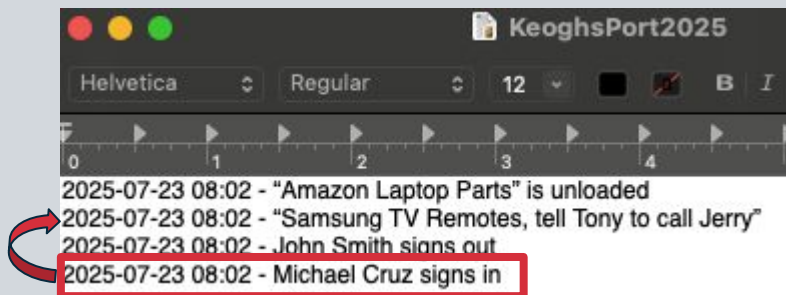 KeoghsPort2025
Helvetica Regular 12 B I
0 1 2 3 4
2025-07-23 08:02 - “Amazon Laptop Parts” is unloaded
2025-07-23 08:02 - “Samsung TV Remotes, tell Tony to call Jerry”
2025-07-23 08:02 - John Smith signs out
2025-07-23 08:02 - Michael Cruz signs in